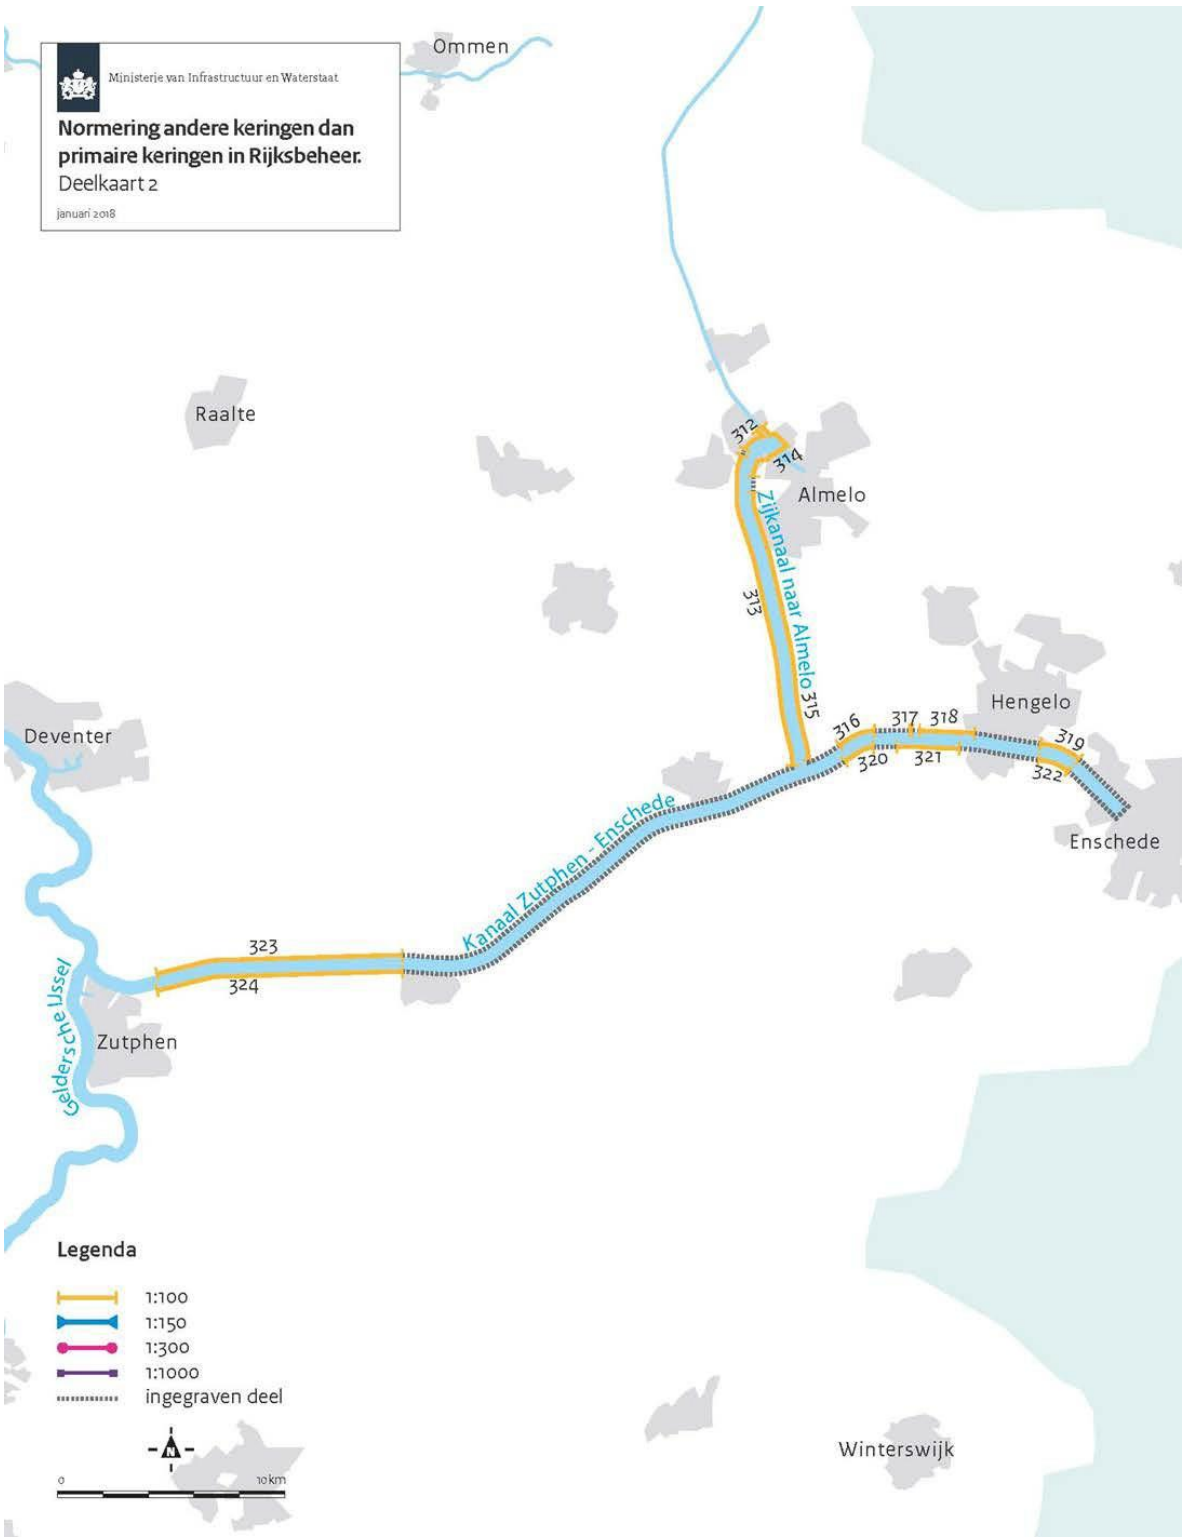 Ministerie van Infrastructuur en Waterstaat
Normering andere keringen dan
primaire keringen in Rijksbeheer.
Deelkaart 2
januari 2018
Ommen
Raalte
312
314
Almelo
Zijkanaal naar Almelo
313
315
Hengelo
Deventer
316
317
318
319
320
321
322
Enschede
Kanaal Zutphen - Enschede
323
324
Geldersche IJssel
Zutphen
Legenda
1:100
1:150
1:300
1:1000
ingegraven deel
N
0
10km
Winterswijk